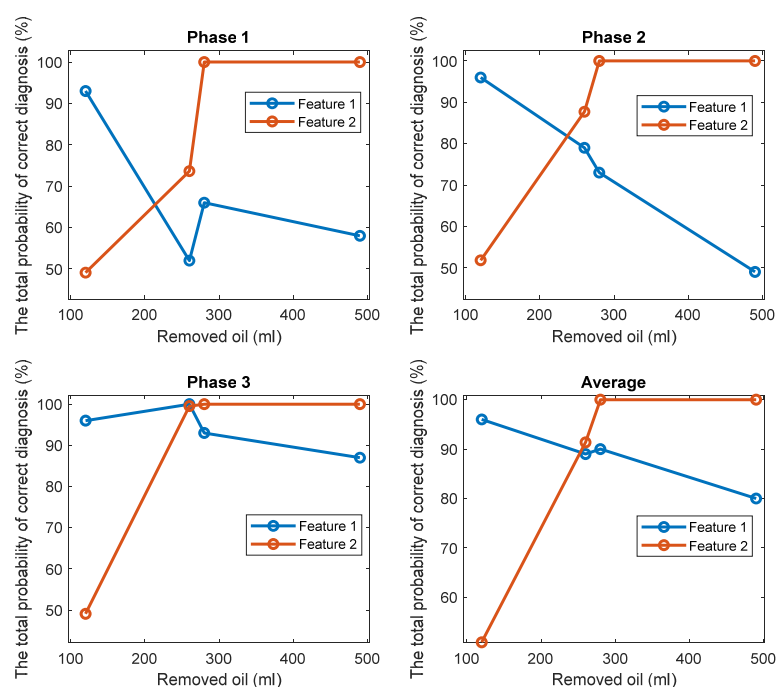 Phase 1
The total probability of correct diagnosis (%)
100
90
80
70
60
50
Feature 1
Feature 2
100 200 300 400 500
Removed oil (ml)
Phase 2
The total probability of correct diagnosis (%)
100
90
80
70
60
50
Feature 1
Feature 2
100 200 300 400 500
Removed oil (ml)
Phase 3
The total probability of correct diagnosis (%)
100
90
80
70
60
50
Feature 1
Feature 2
100 200 300 400 500
Removed oil (ml)
Average
The total probability of correct diagnosis (%)
100
90
80
70
60
Feature 1
Feature 2
100 200 300 400 500
Removed oil (ml)